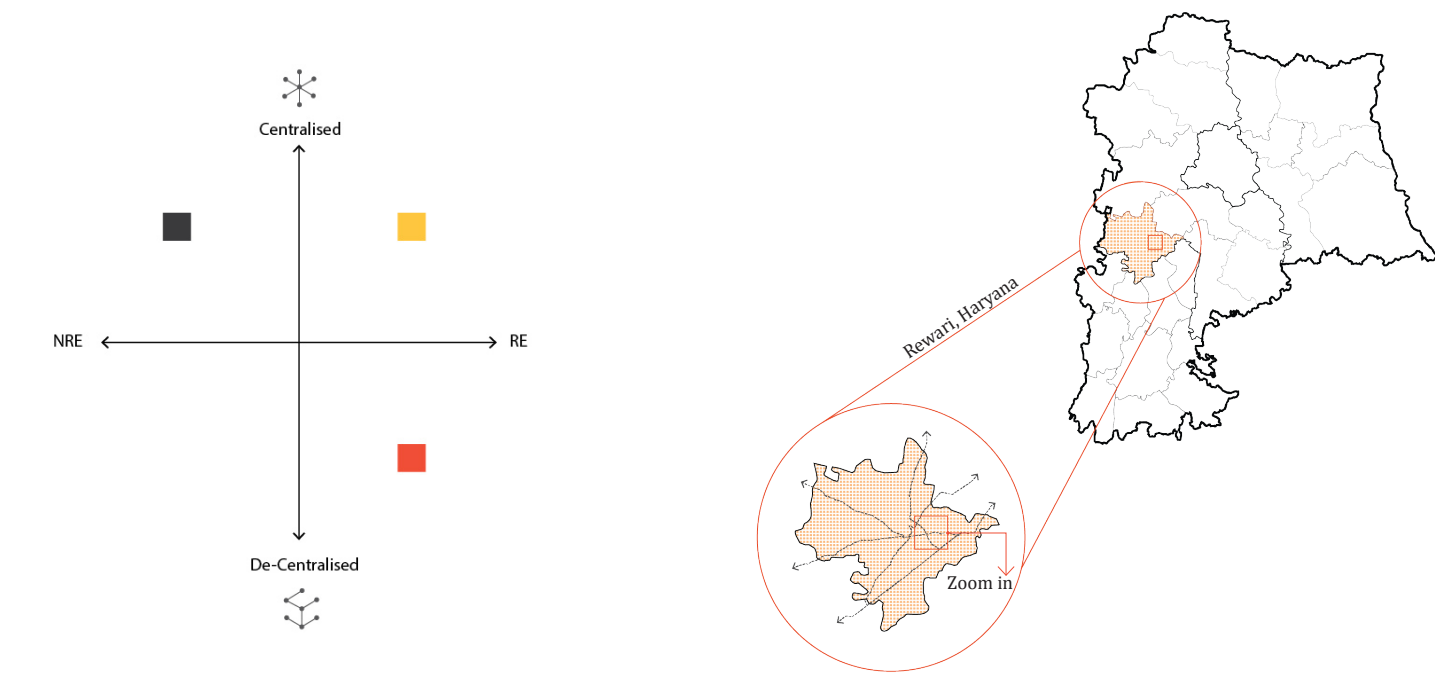 Centralised
NRE
RE
De-Centralised
Rewari, Haryana
Zoom in